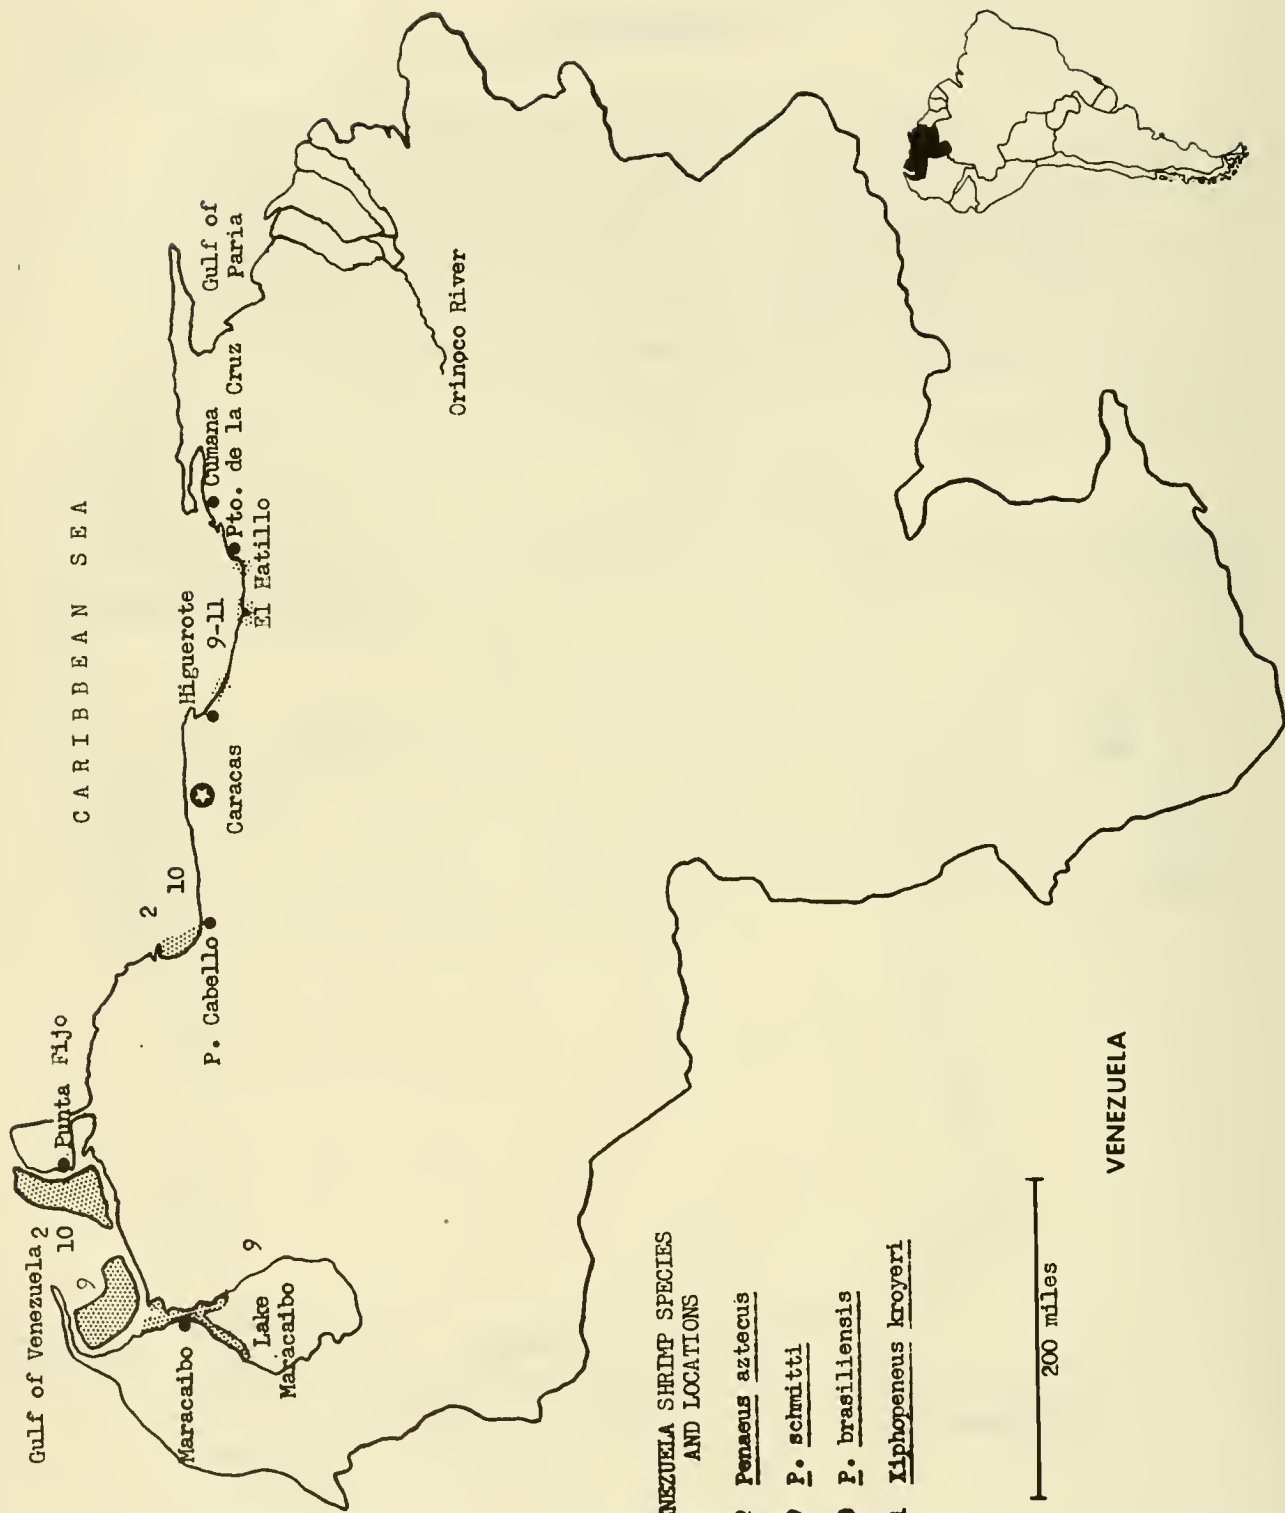 CARIBBEAN SEA
Gulf of Venezuela
2
10
9
Punta Fijo
Maracaibo
Lake
Maracaibo
9
P. Cabello
2
10
Caracas
Higuerote
9-11
El Hatillo
Pto. de la Cruz
Cumana
Gulf of
Paria
Orinoco River
NEZUELA SHRIMP SPECIES
AND LOCATIONS
Penaeus aztecus
P. schmitti
P. brasiliensis
Xiphopeneus kroyeri
200 miles
VENEZUELA